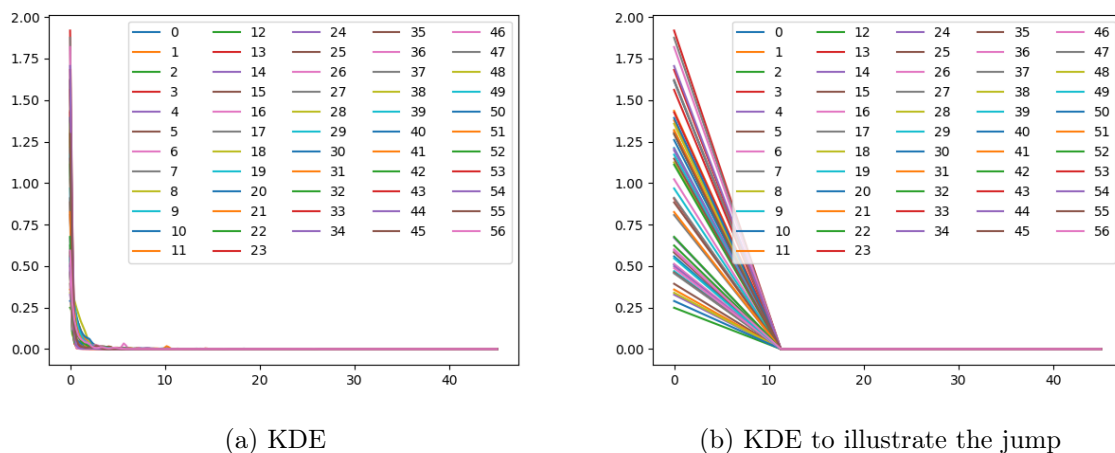 2.00 2.00
0 12 24 35 46 0 12 24 35 46
1 13 25 36 47 1 13 25 36 47
1.75 2 14 26 37 48 1.75 2 14 26 37 48
3 15 27 38 49 3 15 27 38 49
1.50 4 16 28 39 50 1.50 4 16 28 39 50
5 17 29 40 51 5 17 29 40 51
1.25 6 18 30 41 52 1.25 6 18 30 41 52
7 19 31 42 53 7 19 31 42 53
1.00 8 20 32 43 54 1.00 8 20 32 43 54
9 21 33 44 55 9 21 33 44 55
0.75 10 22 34 45 56 0.75 10 22 34 45 56
11 23 11 23
0.50 0.50
0.25 0.25
0.00 0.00
0 10 20 30 40 0 10 20 30 40
(a) KDE (b) KDE to illustrate the jump